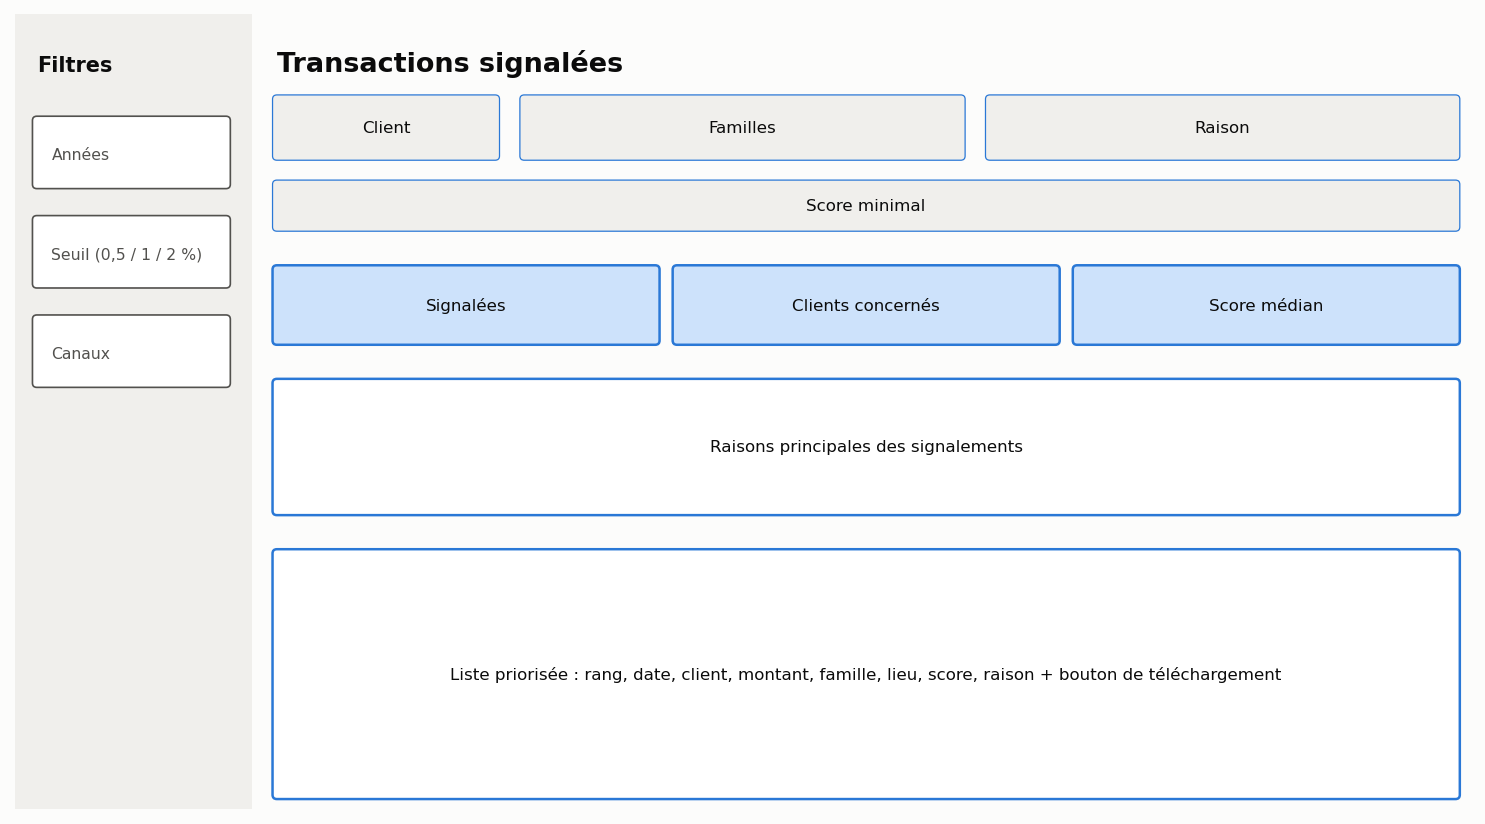 Filtres
Années
Seuil (0,5 / 1 / 2 %)
Canaux
Transactions signalées
Client
Familles
Raison
Score minimal
Signalées
Clients concernés
Score médian
Raisons principales des signalements
Liste priorisée : rang, date, client, montant, famille, lieu, score, raison + bouton de téléchargement